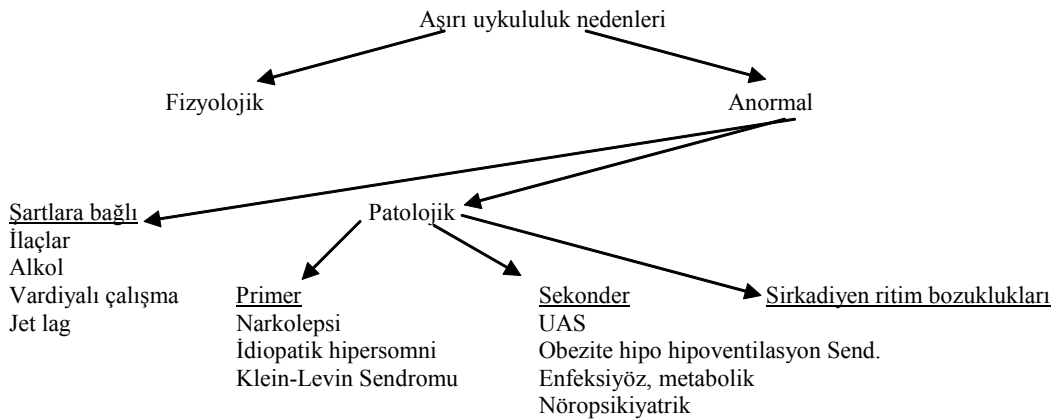 Aşırı uykululuk nedenleri
Fizyolojik
Anormal
Şartlara bağlı
İlaçlar
Alkol
Vardiyalı çalışma
Jet lag
Patolojik
Primer
Narkolepsi
İdiopatik hipersomni
Klein-Levin Sendromu
Sekonder
UAS
Obezite hipo hipoventilasyon Send.
Enfeksiyöz, metabolik
Nöropsikiyatrik
Sirkadiyen ritim bozuklukları